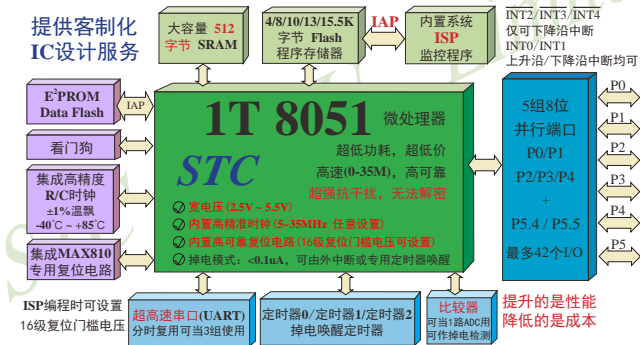 提供客制化
IC设计服务
大容量 512
字节 SRAM
4/8/10/13/15.5K
字节 Flash
程序存储器
IAP
内置系统
ISP
监控程序
INT2/INT3/INT4
仅可下降沿中断
INT0/INT1
上升沿/下降沿中断均可
E²PROM
Data Flash
IAP
看门狗
集成高精度
R/C时钟
±1%温飘
-40℃ ~ +85℃
集成MAX810
专用复位电路
1T 8051 微处理器
STC
超低功耗，超低价
高速(0-35M)，高可靠
超强抗干扰，无法解密
宽电压(2.5V ~ 5.5V)
内置高精准时钟(5~35MHz 任意设置)
内置高可靠复位电路(16级复位门槛电压可设置)
掉电模式：<0.1uA，可由外中断或专用定时器唤醒
5组8位
并行端口
P0/P1
P2/P3/P4
+
P5.4 / P5.5
最多42个I/O
P0
P1
P2
P3
P4
P5
ISP编程时可设置
16级复位门槛电压
超高速串口(UART)
分时复用可当3组使用
定时器0/定时器1/定时器2
掉电唤醒定时器
比较器
可当1路ADC用
可作掉电检测
提升的是性能
降低的是成本